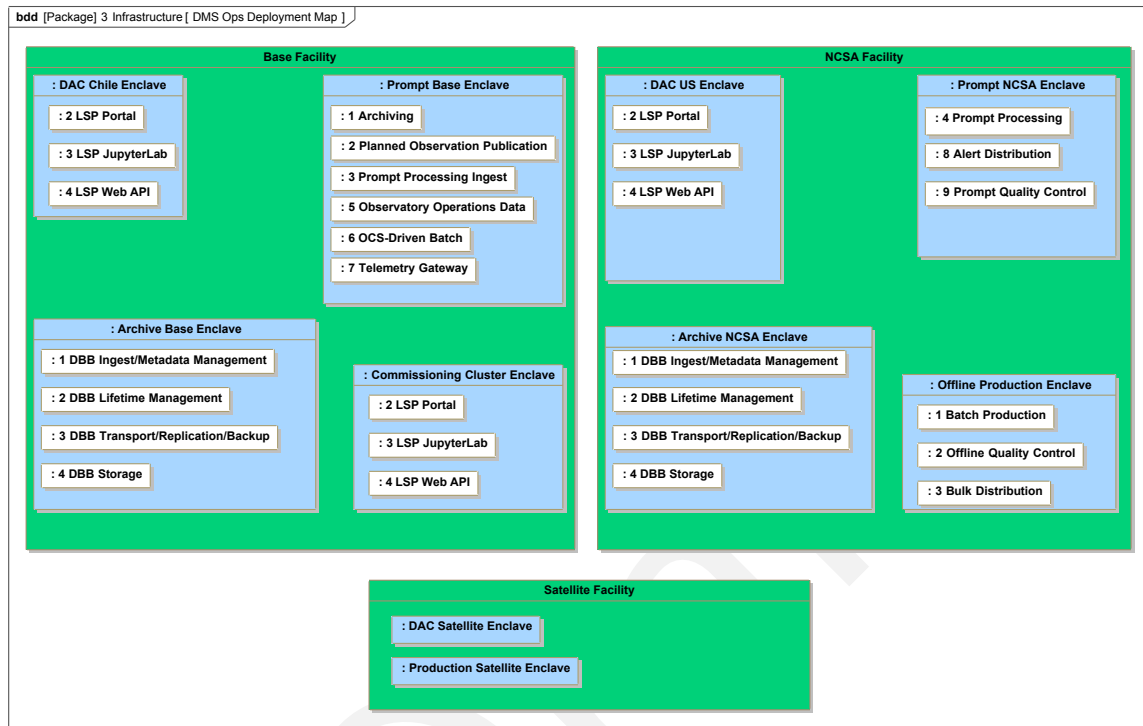 bdd [Package] 3 Infrastructure [ DMS Ops Deployment Map ]
Base Facility
: DAC Chile Enclave
: 2 LSP Portal
: 3 LSP JupyterLab
: 4 LSP Web API
: Prompt Base Enclave
: 1 Archiving
: 2 Planned Observation Publication
: 3 Prompt Processing Ingest
: 5 Observatory Operations Data
: 6 OCS-Driven Batch
: 7 Telemetry Gateway
: Archive Base Enclave
: 1 DBB Ingest/Metadata Management
: 2 DBB Lifetime Management
: 3 DBB Transport/Replication/Backup
: 4 DBB Storage
: Commissioning Cluster Enclave
: 2 LSP Portal
: 3 LSP JupyterLab
: 4 LSP Web API
NCSA Facility
: DAC US Enclave
: 2 LSP Portal
: 3 LSP JupyterLab
: 4 LSP Web API
: Prompt NCSA Enclave
: 4 Prompt Processing
: 8 Alert Distribution
: 9 Prompt Quality Control
: Archive NCSA Enclave
: 1 DBB Ingest/Metadata Management
: 2 DBB Lifetime Management
: 3 DBB Transport/Replication/Backup
: 4 DBB Storage
: Offline Production Enclave
: 1 Batch Production
: 2 Offline Quality Control
: 3 Bulk Distribution
Satellite Facility
: DAC Satellite Enclave
: Production Satellite Enclave